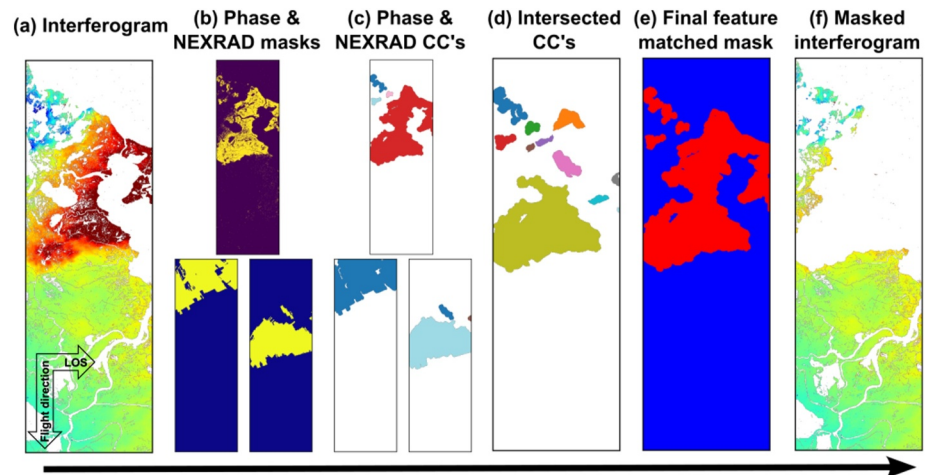 (a) Interferogram
(b) Phase &
NEXRAD masks
(c) Phase &
NEXRAD CC's
(d) Intersected
CC's
(e) Final feature
matched mask
(f) Masked
interferogram
LOS
Flight direction